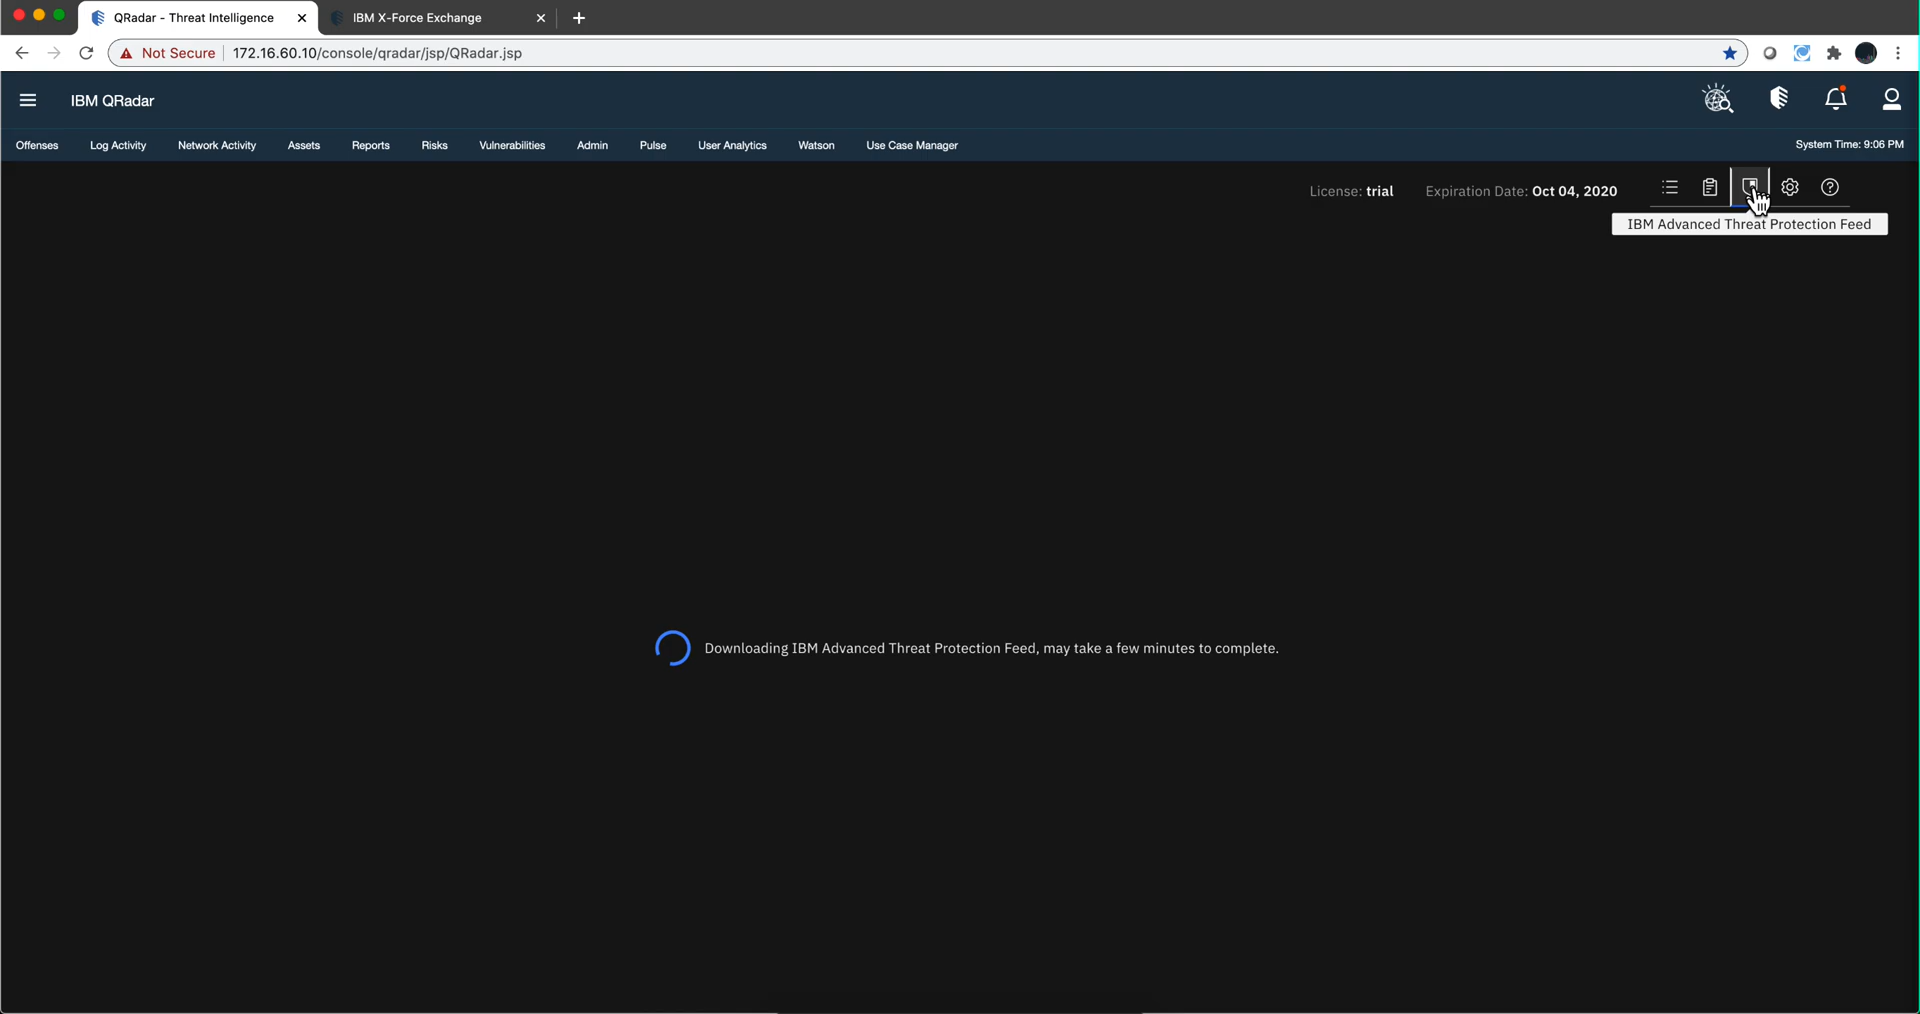 QRadar - Threat Intelligence
IBM X-Force Exchange
Not Secure
172.16.60.10/console/qradar/jsp/QRadar.jsp
IBM QRadar
Offenses
Log Activity
Network Activity
Assets
Reports
Risks
Vulnerabilities
Admin
Pulse
User Analytics
Watson
Use Case Manager
System Time: 9:06 PM
License: trial
Expiration Date: Oct 04, 2020
IBM Advanced Threat Protection Feed
Downloading IBM Advanced Threat Protection Feed, may take a few minutes to complete.